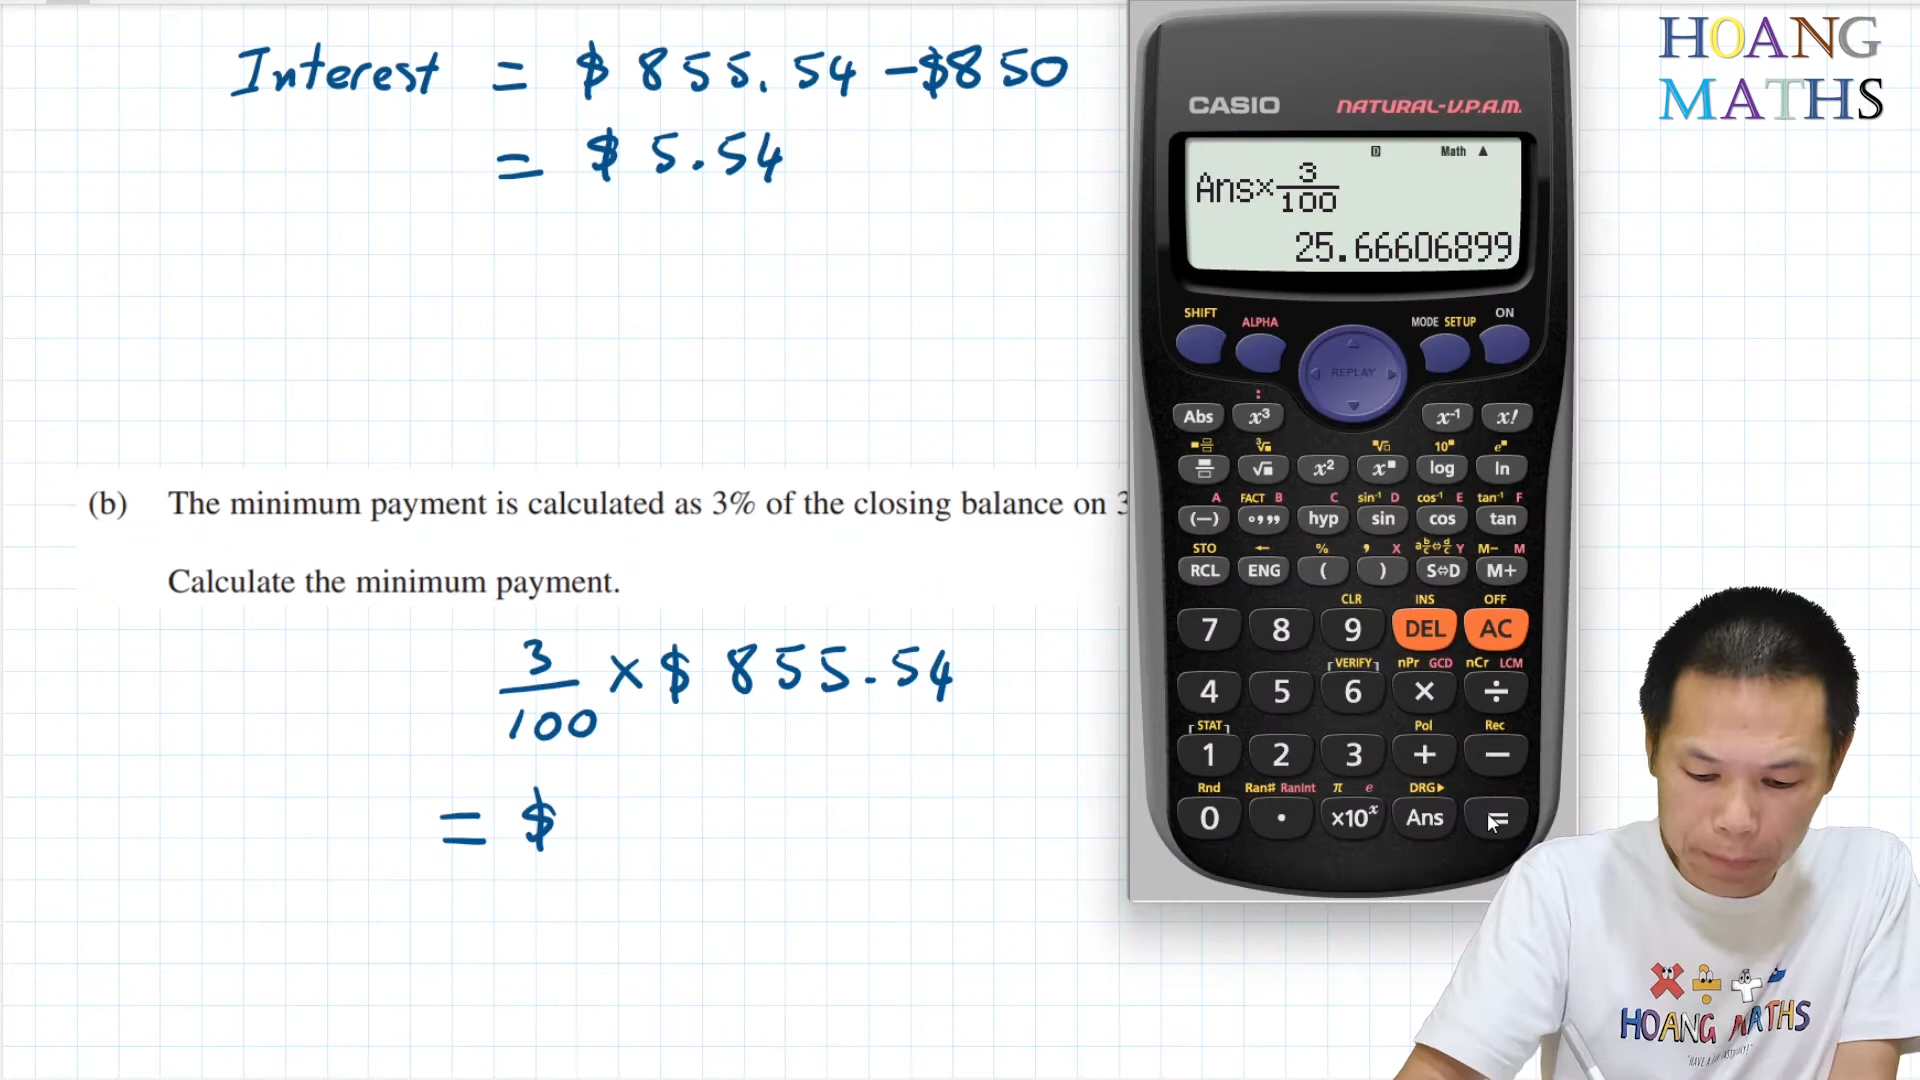 Interest = $ 855.54 - $850
= $ 5.54
(b) The minimum payment is calculated as 3% of the closing balance on 3
Calculate the minimum payment.
3/100 × $ 855.54
= $
HOANG
MATHS
CASIO NATURAL-V.P.A.M.
D Math ▲
Ans×3/100
25.66606899
SHIFT ALPHA MODE SETUP ON
REPLAY
:
Abs x³ x⁻¹ x!
■□/□ ³√■ ■√□ 10■ e■
□/□ √■ x² x■ log ln
A FACT B C sin⁻¹ D cos⁻¹ E tan⁻¹ F
(−) °’’’ hyp sin cos tan
STO ← % , X a b/c⇔d/c Y M− M
RCL ENG ( ) S⇔D M+
CLR INS OFF
7 8 9 DEL AC
VERIFY nPr GCD nCr LCM
4 5 6 × ÷
STAT Pol Rec
1 2 3 + −
Rnd Ran# RanInt π e DRG▶
0 . ×10ˣ Ans =
HOANG MATHS